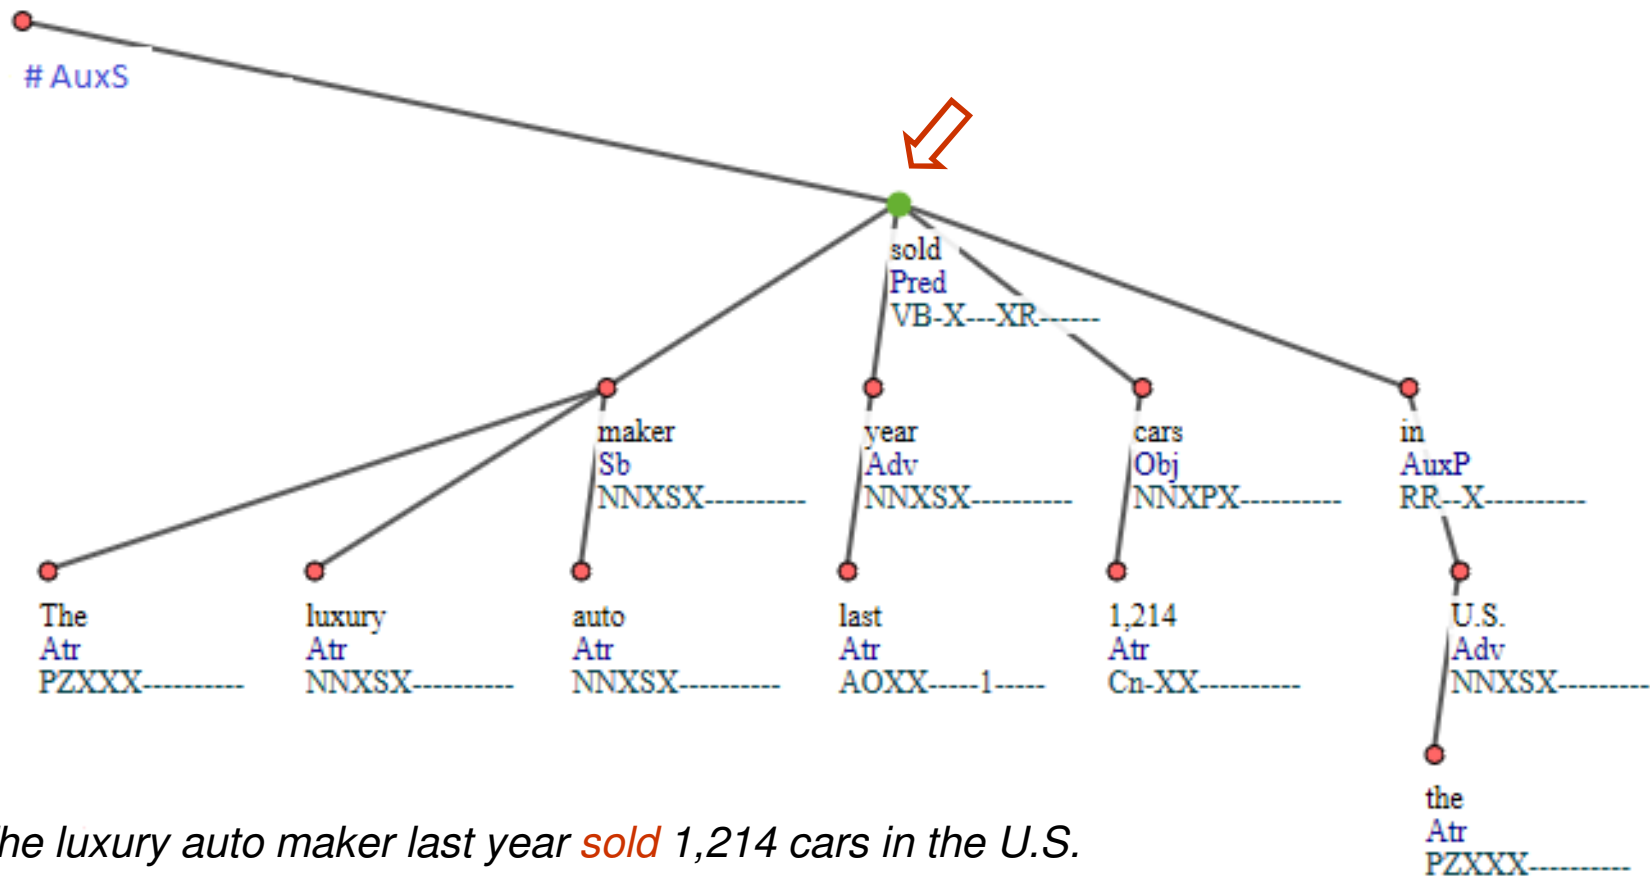 # AuxS
sold
Pred
VB-X---XR------
maker
Sb
NNXSX----------
year
Adv
NNXSX----------
cars
Obj
NNXPX----------
in
AuxP
RR--X----------
The
Atr
PZXXX----------
luxury
Atr
NNXSX----------
auto
Atr
NNXSX----------
last
Atr
AOXX-----1-----
1,214
Atr
Cn-XX----------
U.S.
Adv
NNXSX---------
the
Atr
PZXXX----------
he luxury auto maker last year sold 1,214 cars in the U.S.